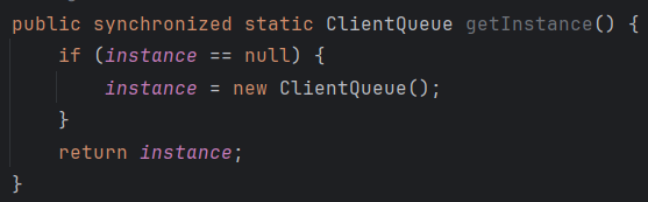 public synchronized static ClientQueue getInstance() {
    if (instance == null) {
        instance = new ClientQueue();
    }
    return instance;
}